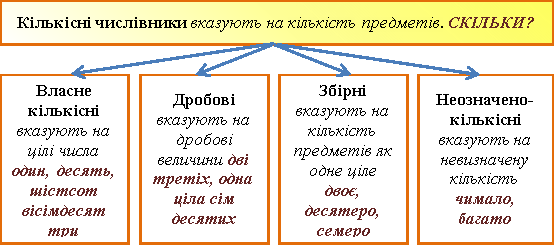 Кількісні числівники вказують на кількість предметів. СКІЛЬКИ?
Власне
кількісні
вказують на
цілі числа
один, десять,
шістсот
вісімдесят
три
Дробові
вказують на
дробові
величини дві
третіх, одна
ціла сім
десятих
Збірні
вказують на
кількість
предметів як
одне ціле
двоє,
десятеро,
семеро
Неозначено-
кількісні
вказують на
невизначену
кількість
чимало,
багато